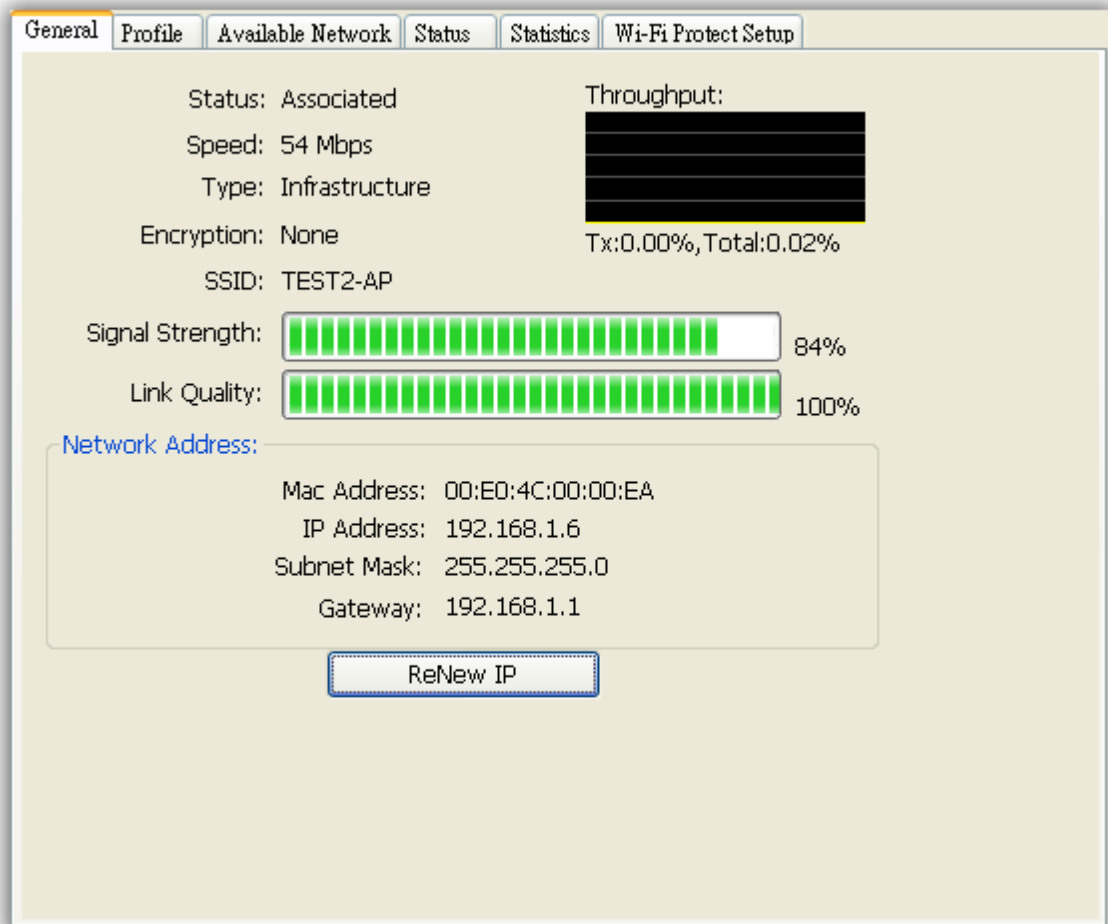 General Profile Available Network Status Statistics Wi-Fi Protect Setup
Status: Associated
Throughput:
Speed: 54 Mbps
Type: Infrastructure
Encryption: None
Tx:0.00%,Total:0.02%
SSID: TEST2-AP
Signal Strength: 84%
Link Quality: 100%
Network Address:
Mac Address: 00:E0:4C:00:00:EA
IP Address: 192.168.1.6
Subnet Mask: 255.255.255.0
Gateway: 192.168.1.1
ReNew IP